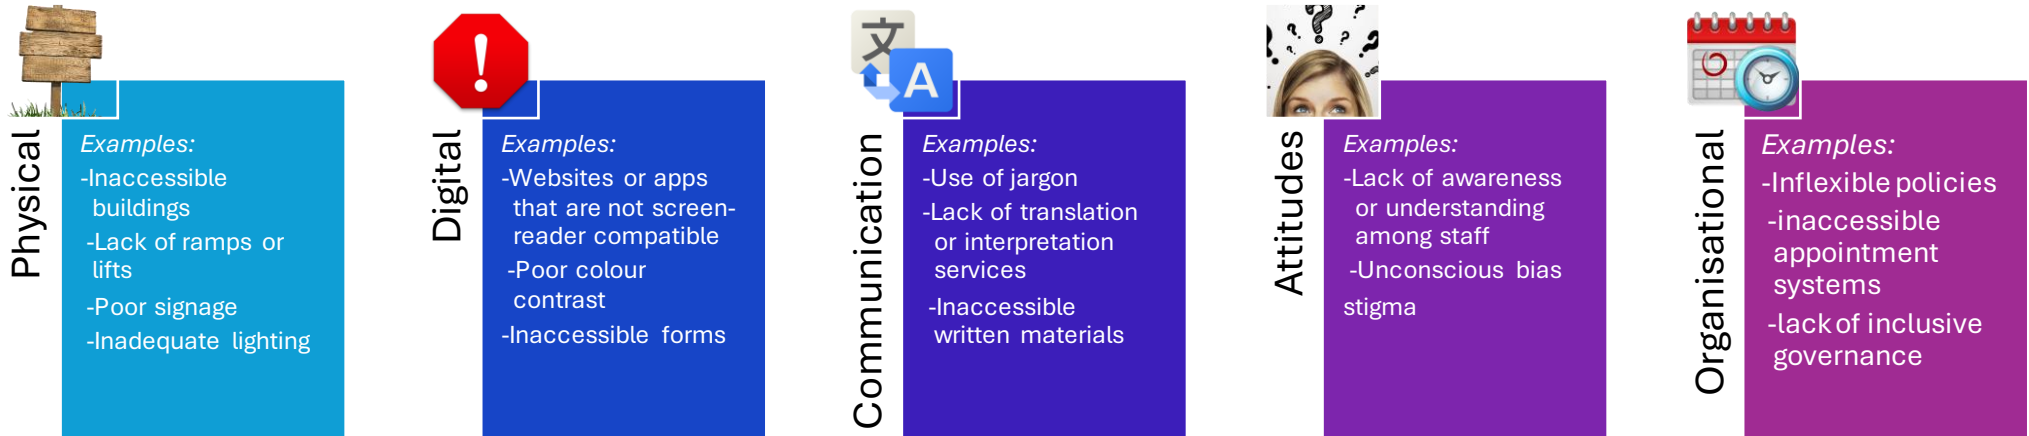 Physical
Examples:
-Inaccessible
buildings
-Lack of ramps or
lifts
-Poor signage
-Inadequate lighting
Digital
Examples:
-Websites or apps
that are not screen-
reader compatible
-Poor colour
contrast
-Inaccessible forms
文
A
Communication
Examples:
-Use of jargon
-Lack of translation
or interpretation
services
-Inaccessible
written materials
Attitudes
Examples:
-Lack of awareness
or understanding
among staff
-Unconscious bias
stigma
Organisational
Examples:
-Inflexible policies
-inaccessible
appointment
systems
-lack of inclusive
governance